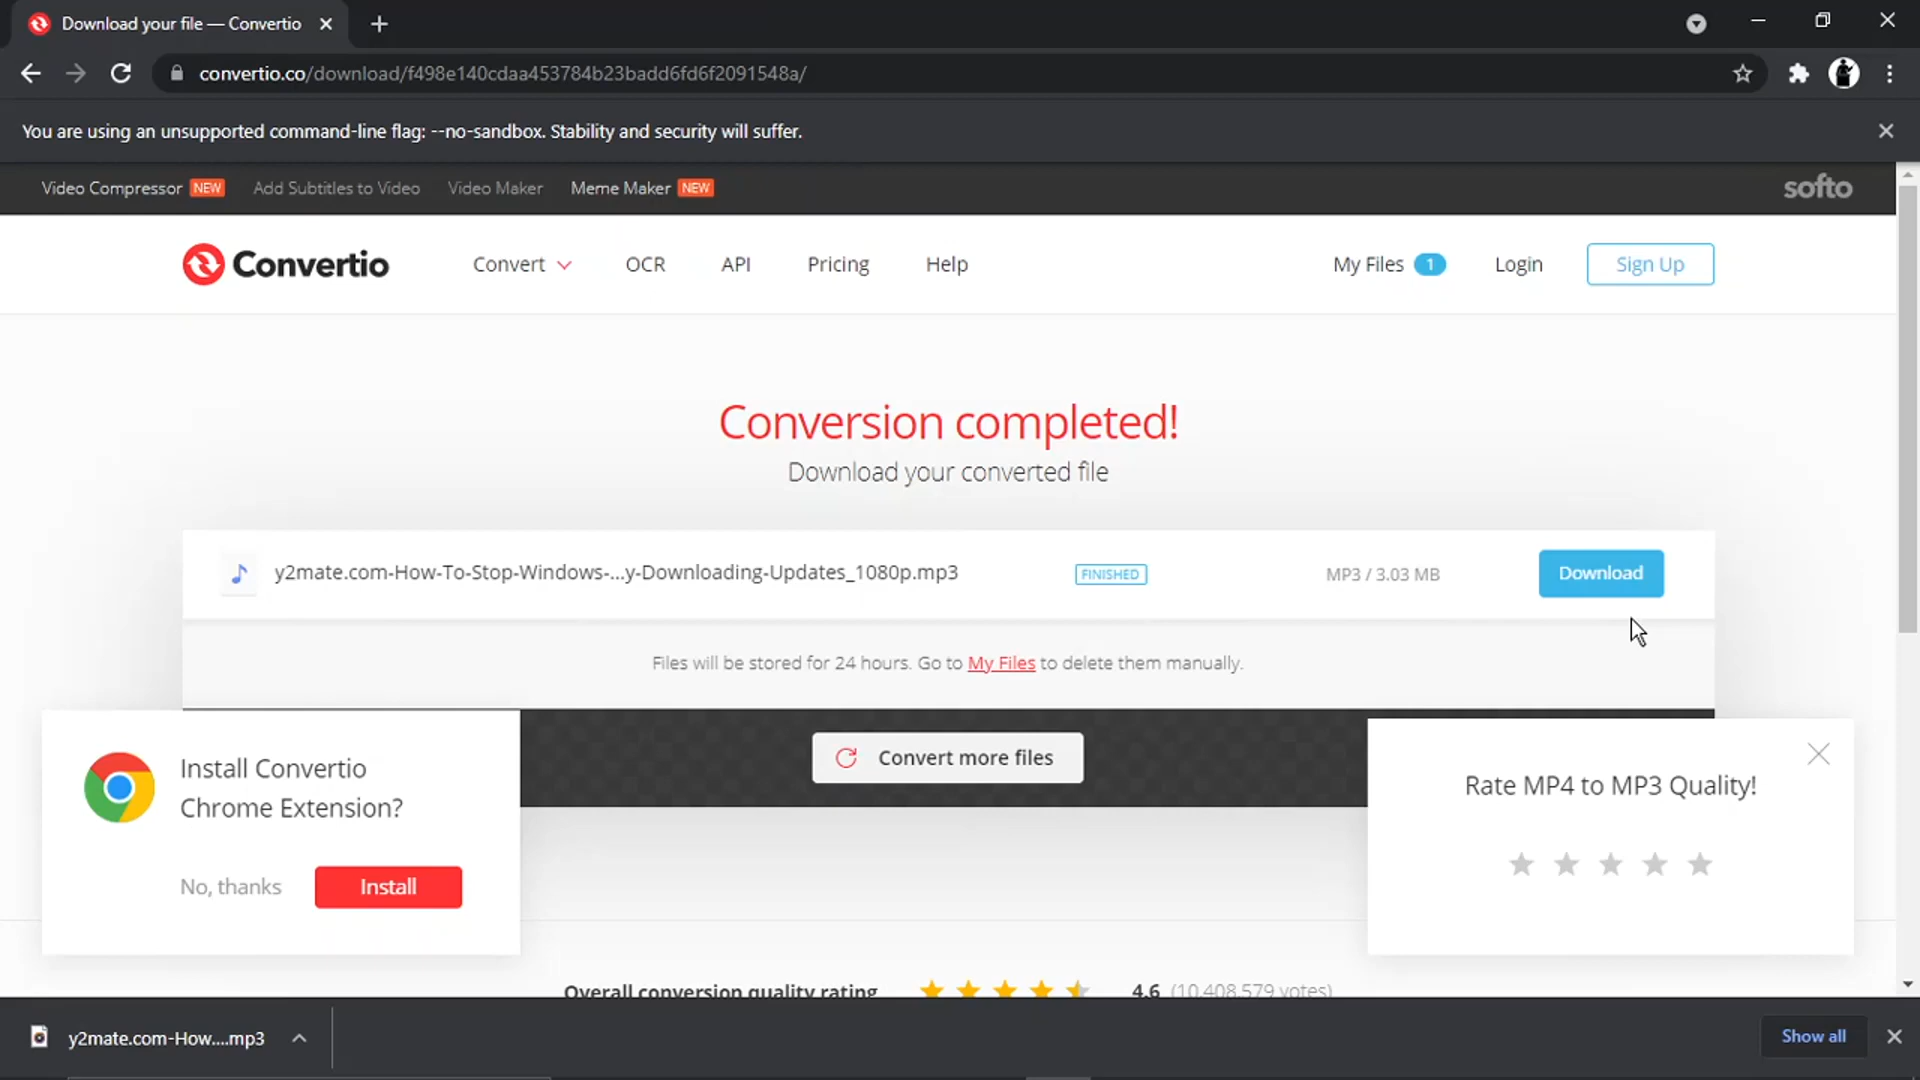 Download your file — Convertio
convertio.co/download/f498e140cdaa453784b23badd6fd6f2091548a/
You are using an unsupported command-line flag: --no-sandbox. Stability and security will suffer.
Video Compressor NEW Add Subtitles to Video Video Maker Meme Maker NEW softo
Convertio Convert OCR API Pricing Help My Files 1 Login Sign Up
Conversion completed!
Download your converted file
y2mate.com-How-To-Stop-Windows-...y-Downloading-Updates_1080p.mp3 FINISHED MP3 / 3.03 MB Download
Files will be stored for 24 hours. Go to My Files to delete them manually.
Convert more files
Install Convertio
Chrome Extension?
No, thanks Install
Rate MP4 to MP3 Quality!
Overall conversion quality rating 4.6 (10,408,579 votes)
y2mate.com-How....mp3 Show all